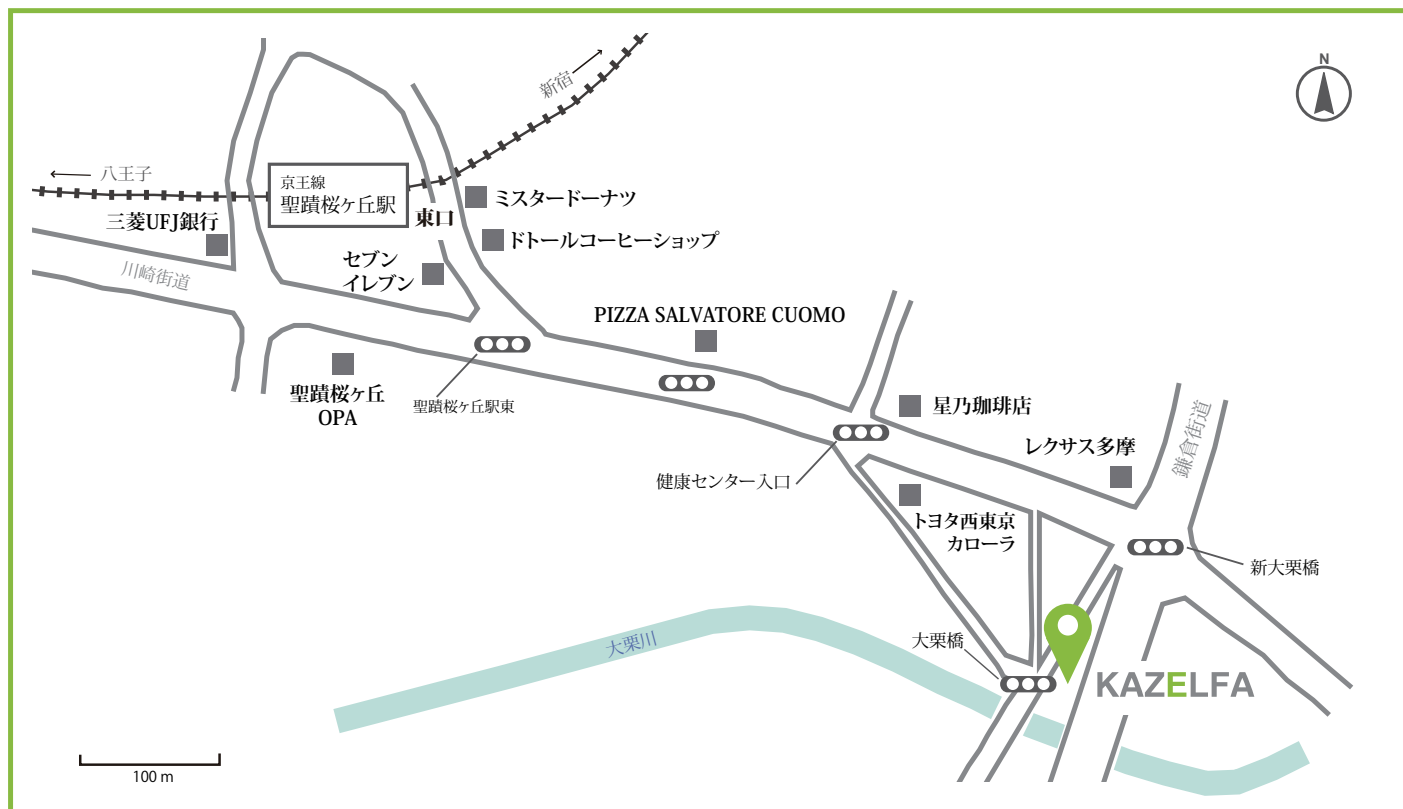 N
新宿
八王子
京王線
聖蹟桜ヶ丘駅
東口
ミスタードーナツ
三菱UFJ銀行
ドトールコーヒーショップ
セブン
イレブン
川崎街道
PIZZA SALVATORE CUOMO
聖蹟桜ヶ丘
OPA
聖蹟桜ヶ丘駅東
星乃珈琲店
鎌倉街道
レクサス多摩
健康センター入口
トヨタ西東京
カローラ
新大栗橋
大栗川
大栗橋
KAZELFA
100 m